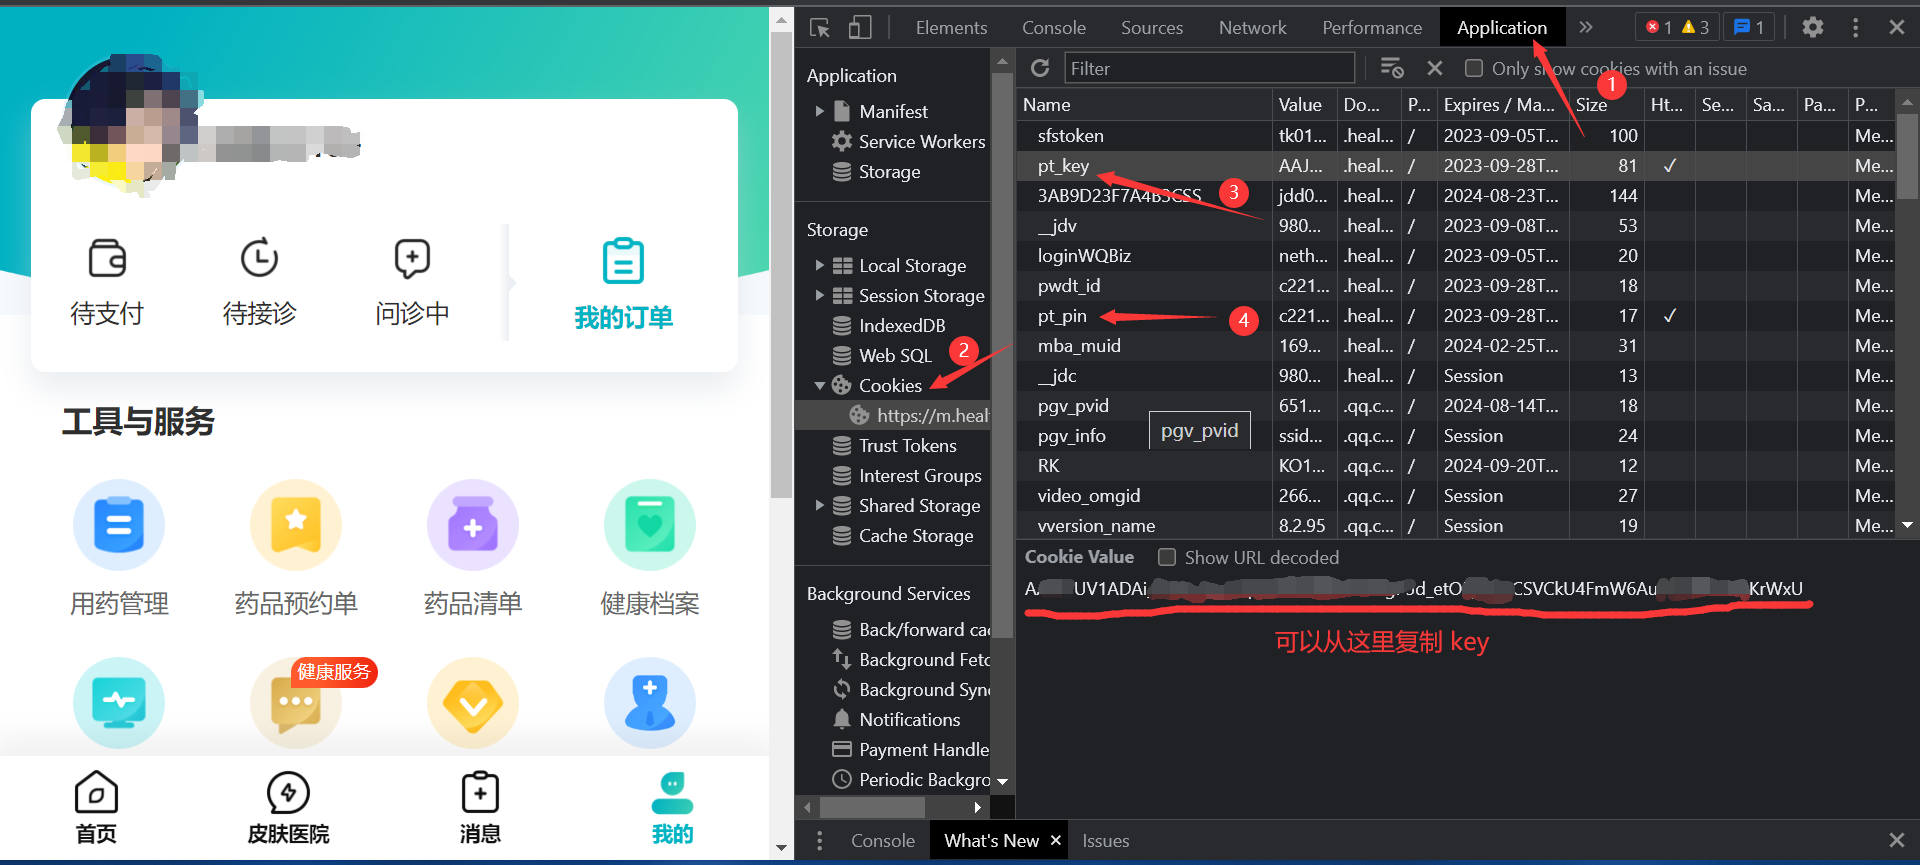 待支付
待接诊
问诊中
我的订单
工具与服务
用药管理
药品预约单
药品清单
健康档案
健康服务
首页
皮肤医院
消息
我的
Elements Console Sources Network Performance Application 1 3 1
Application
Manifest
Service Workers
Storage
Storage
Local Storage
Session Storage
IndexedDB
Web SQL
Cookies
https://m.heal
Trust Tokens
Interest Groups
Shared Storage
Cache Storage
Background Services
Back/forward ca
Background Fetc
Background Syn
Notifications
Payment Handle
Periodic Backgro
Filter
Only show cookies with an issue
1
2
3
4
Name Value Do... P... Expires / Ma... Size Ht... Se... Sa... Pa... P...
sfstoken tk01... .heal... / 2023-09-05T... 100 Me...
pt_key AAJ... .heal... / 2023-09-28T... 81 ✓ Me...
3AB9D23F7A4B3CSS jdd0... .heal... / 2024-08-23T... 144 Me...
__jdv 980... .heal... / 2023-09-08T... 53 Me...
loginWQBiz neth... .heal... / 2023-09-05T... 20 Me...
pwdt_id c221... .heal... / 2023-09-28T... 18 Me...
pt_pin c221... .heal... / 2023-09-28T... 17 ✓ Me...
mba_muid 169... .heal... / 2024-02-25T... 31 Me...
__jdc 980... .heal... / Session 13 Me...
pgv_pvid 651... .qq.c... / 2024-08-14T... 18 Me...
pgv_info ssid... .qq.c... / Session 24 Me...
RK KO1... .qq.c... / 2024-09-20T... 12 Me...
video_omgid 266... .qq.c... / Session 27 Me...
vversion_name 8.2.95 .qq.c... / Session 19 Me...
pgv_pvid
Cookie Value Show URL decoded
UV1ADAi d_etO CSVCkU4FmW6Au KrWxU
可以从这里复制 key
Console What's New Issues